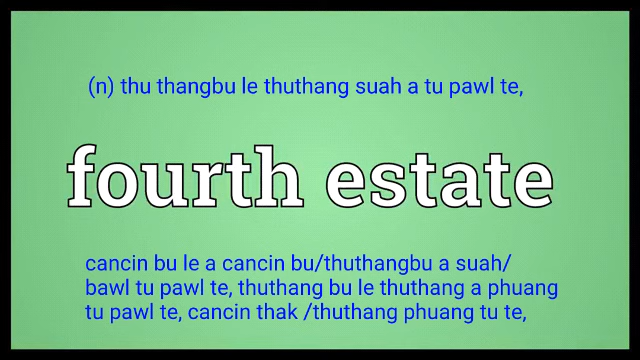 (n) thu thangbu le thuthang suah a tu pawl te,
fourth estate
cancin bu le a cancin bu/thuthangbu a suah/
bawl tu pawl te, thuthang bu le thuthang a phuang
tu pawl te, cancin thak /thuthang phuang tu te,